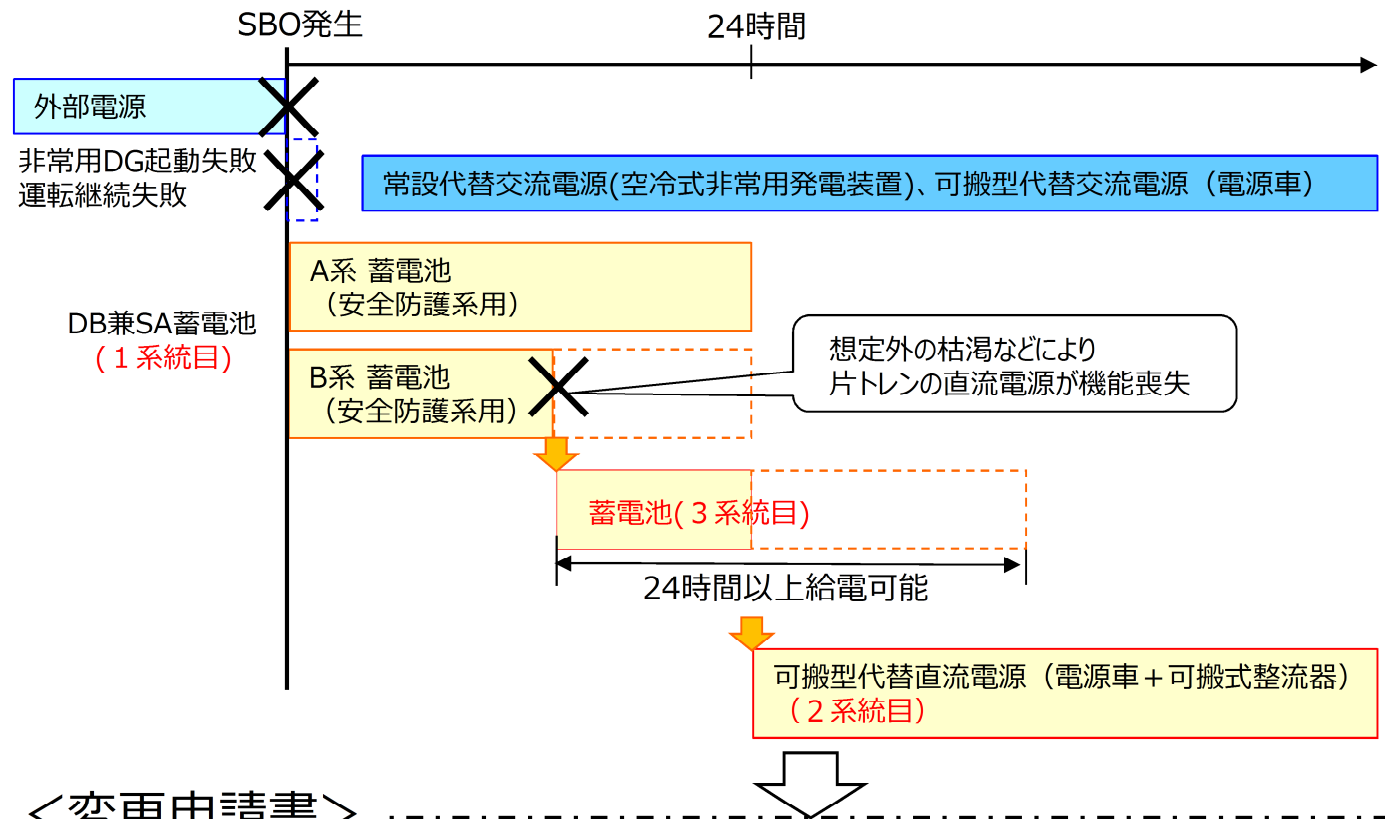 SBO発生
24時間
外部電源
非常用DG起動失敗
運転継続失敗
常設代替交流電源(空冷式非常用発電装置)、可搬型代替交流電源（電源車）
A系 蓄電池
（安全防護系用）
DB兼SA蓄電池
(１系統目)
B系 蓄電池
（安全防護系用）
想定外の枯渇などにより
片トレンの直流電源が機能喪失
蓄電池(３系統目)
24時間以上給電可能
可搬型代替直流電源（電源車＋可搬式整流器）
（２系統目）
＜変更申請書＞